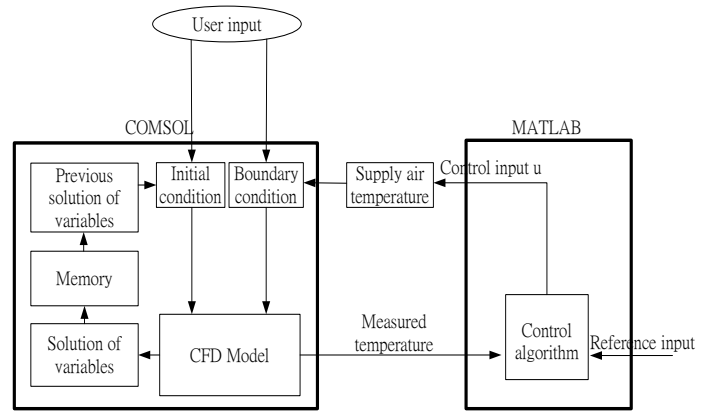 User input
COMSOL
MATLAB
Previous
solution of
variables
Initial
condition
Boundary
condition
Supply air
temperature
Control input u
Memory
Solution of
variables
CFD Model
Measured
temperature
Control
algorithm
Reference input